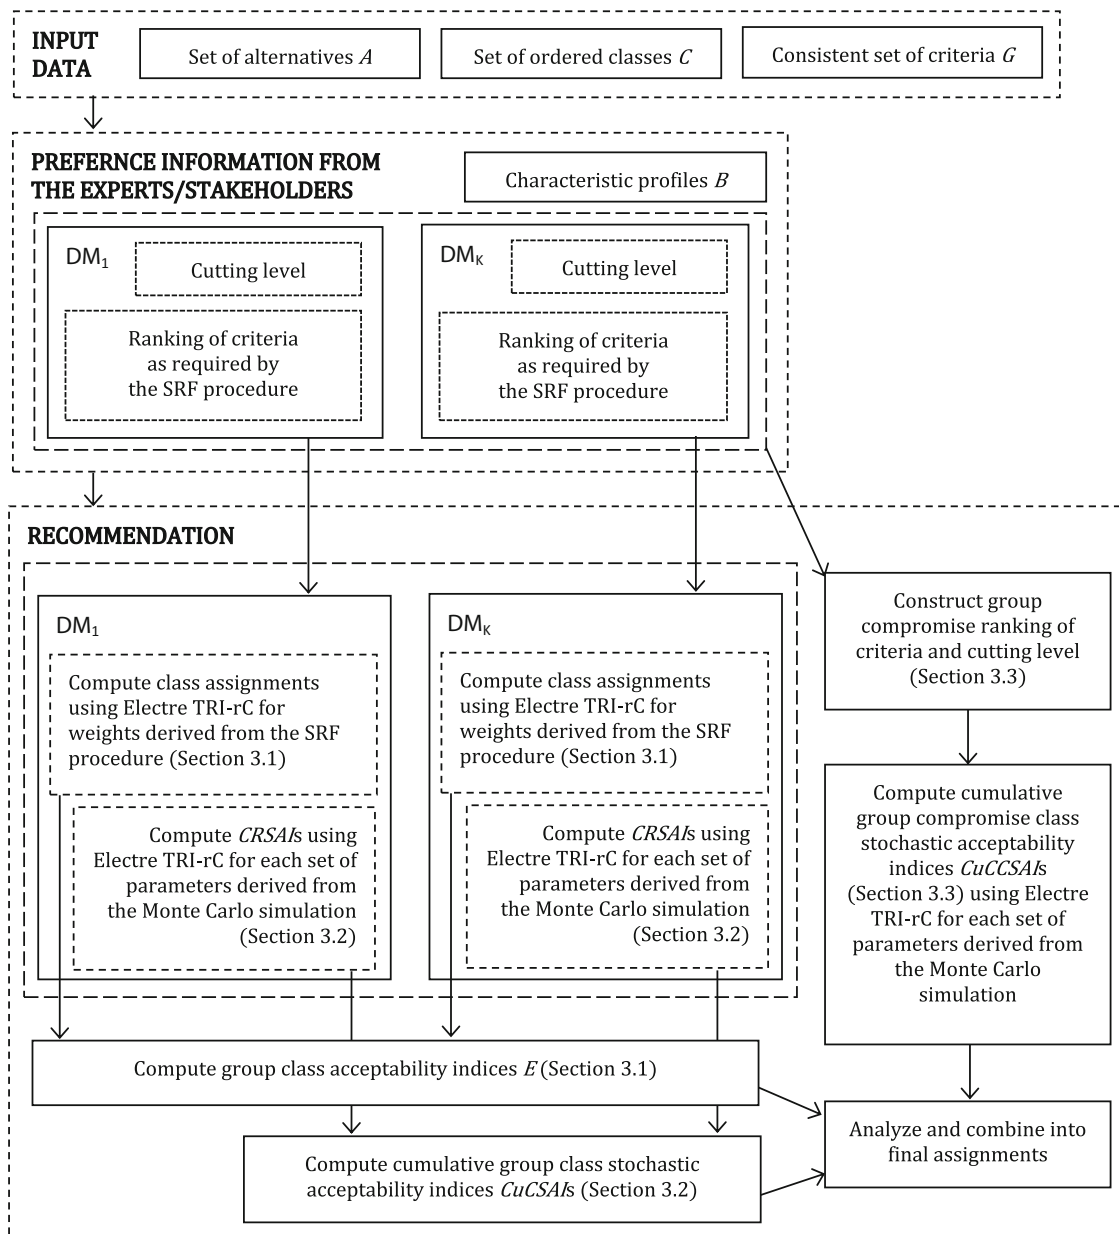 INPUT
DATA
Set of alternatives A
Set of ordered classes C
Consistent set of criteria G
PREFERNCE INFORMATION FROM
THE EXPERTS/STAKEHOLDERS
Characteristic profiles B
DM1
Cutting level
Ranking of criteria
as required by
the SRF procedure
DMK
Cutting level
Ranking of criteria
as required by
the SRF procedure
RECOMMENDATION
DM1
Compute class assignments
using Electre TRI-rC for
weights derived from the SRF
procedure (Section 3.1)
Compute CRSAIs using
Electre TRI-rC for each set of
parameters derived from
the Monte Carlo simulation
(Section 3.2)
DMK
Compute class assignments
using Electre TRI-rC for
weights derived from the SRF
procedure (Section 3.1)
Compute CRSAIs using
Electre TRI-rC for each set of
parameters derived from
the Monte Carlo simulation
(Section 3.2)
Construct group
compromise ranking of
criteria and cutting level
(Section 3.3)
Compute cumulative
group compromise class
stochastic acceptability
indices CuCCSAIs
(Section 3.3) using Electre
TRI-rC for each set of
parameters derived from
the Monte Carlo
simulation
Compute group class acceptability indices E (Section 3.1)
Compute cumulative group class stochastic
acceptability indices CuCSAIs (Section 3.2)
Analyze and combine into
final assignments